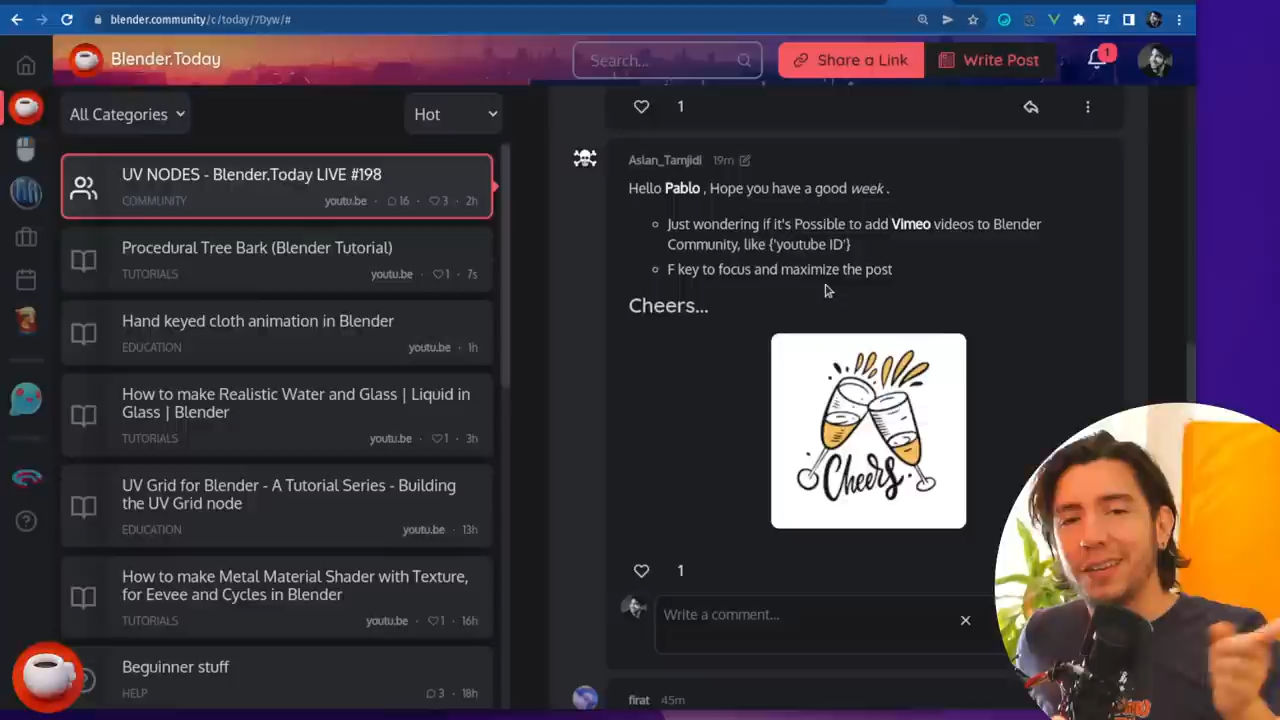 blender.community/c/today/7Dyw/#
Blender.Today
Search...
Share a Link
Write Post
1
All Categories
Hot
UV NODES - Blender.Today LIVE #198
COMMUNITY
youtu.be · 16 · 3 · 2h
Procedural Tree Bark (Blender Tutorial)
TUTORIALS
youtu.be · 1 · 7s
Hand keyed cloth animation in Blender
EDUCATION
youtu.be · 1h
How to make Realistic Water and Glass | Liquid in
Glass | Blender
TUTORIALS
youtu.be · 1 · 3h
UV Grid for Blender - A Tutorial Series - Building
the UV Grid node
EDUCATION
youtu.be · 13h
How to make Metal Material Shader with Texture,
for Eevee and Cycles in Blender
TUTORIALS
youtu.be · 1 · 16h
Beguinner stuff
HELP
3 · 18h
1
Aslan_Tamjidi 19m
Hello Pablo , Hope you have a good week .
Just wondering if it's Possible to add Vimeo videos to Blender
Community, like {'youtube ID'}
F key to focus and maximize the post
Cheers...
Cheers
1
Write a comment...
firat 45m